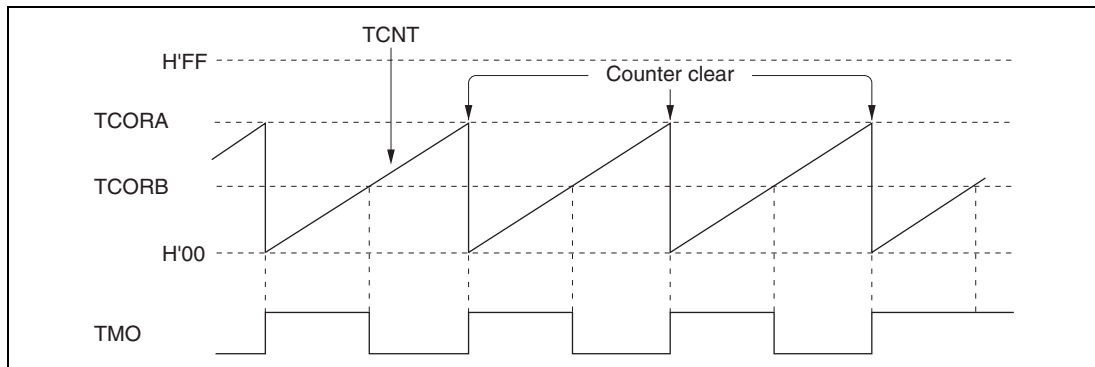 TCNT
H'FF
Counter clear
TCORA
TCORB
H'00
TMO